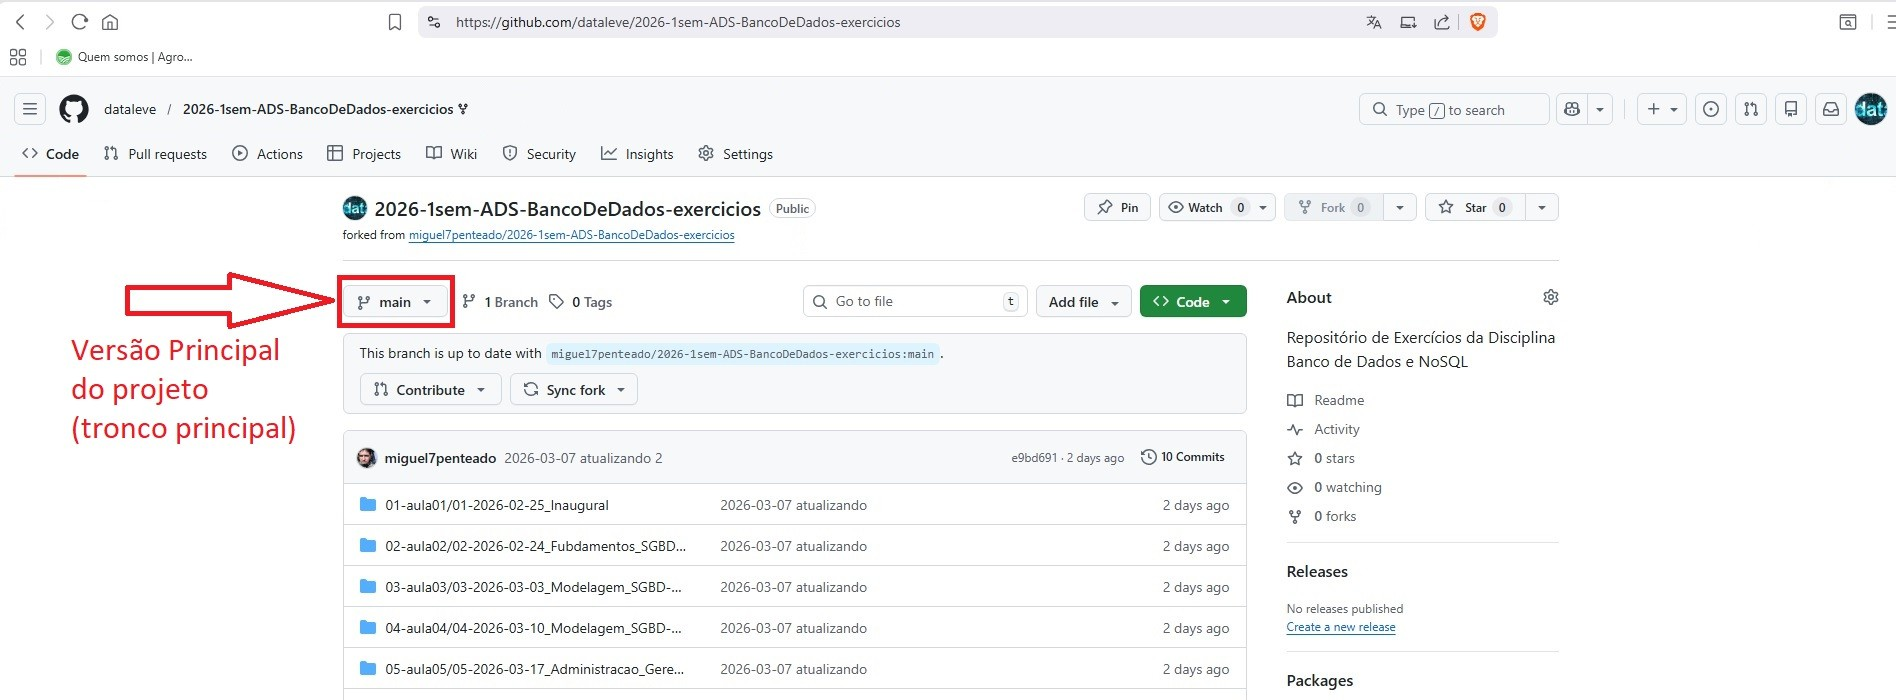 https://github.com/dataleve/2026-1sem-ADS-BancoDeDados-exercicios
Quem somos | Agro...
dataleve / 2026-1sem-ADS-BancoDeDados-exercicios
Type / to search
dat
Code Pull requests Actions Projects Wiki Security Insights Settings
dat 2026-1sem-ADS-BancoDeDados-exercicios Public
Pin Watch 0 Fork 0 Star 0
forked from miguel7penteado/2026-1sem-ADS-BancoDeDados-exercicios
main 1 Branch 0 Tags Go to file t Add file Code
Versão Principal
do projeto
(tronco principal)
This branch is up to date with miguel7penteado/2026-1sem-ADS-BancoDeDados-exercicios:main .
Contribute Sync fork
miguel7penteado 2026-03-07 atualizando 2 e9bd691 · 2 days ago 10 Commits
01-aula01/01-2026-02-25_Inaugural 2026-03-07 atualizando 2 days ago
02-aula02/02-2026-02-24_Fubdamentos_SGBD... 2026-03-07 atualizando 2 days ago
03-aula03/03-2026-03-03_Modelagem_SGBD-... 2026-03-07 atualizando 2 days ago
04-aula04/04-2026-03-10_Modelagem_SGBD-... 2026-03-07 atualizando 2 days ago
05-aula05/05-2026-03-17_Administracao_Gere... 2026-03-07 atualizando 2 days ago
About
Repositório de Exercícios da Disciplina
Banco de Dados e NoSQL
Readme
Activity
0 stars
0 watching
0 forks
Releases
No releases published
Create a new release
Packages